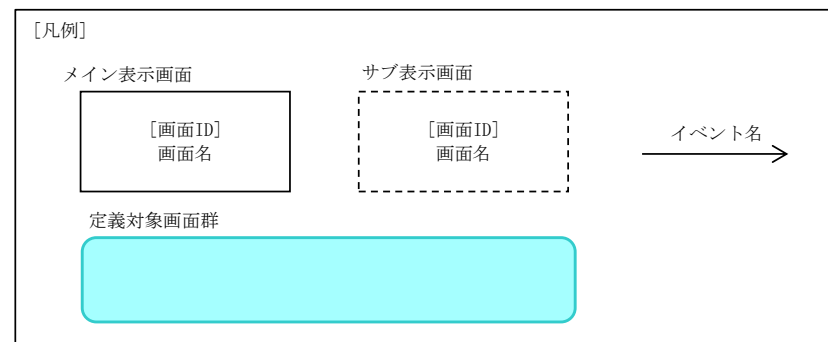 [凡例]
メイン表示画面
サブ表示画面
[画面ID]
画面名
[画面ID]
画面名
イベント名
定義対象画面群